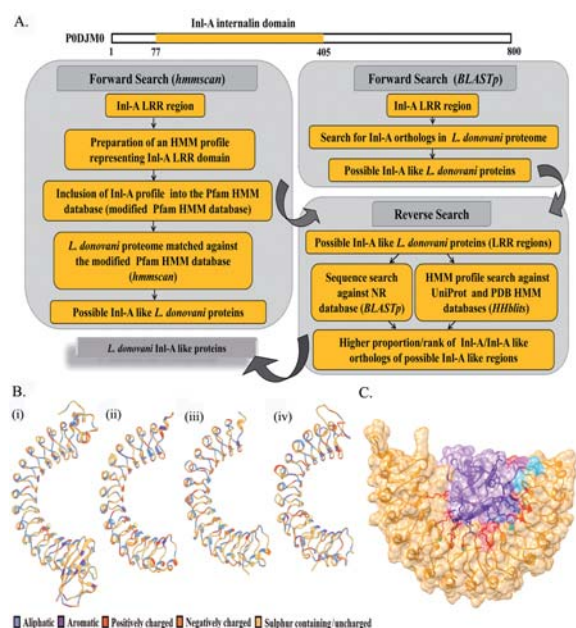 A.
Inl-A internalin domain
P0DJM0
1 77 405 800
Forward Search (hmmscan)
Inl-A LRR region
Preparation of an HMM profile
representing Inl-A LRR domain
Inclusion of Inl-A profile into the Pfam HMM
database (modified Pfam HMM database)
L. donovani proteome matched against
the modified Pfam HMM database
(hmmscan)
Possible Inl-A like L. donovani proteins
L. donovani Inl-A like proteins
Forward Search (BLASTp)
Inl-A LRR region
Search for Inl-A orthologs in L. donovani proteome
Possible Inl-A like L. donovani proteins
Reverse Search
Possible Inl-A like L. donovani proteins (LRR regions)
Sequence search
against NR
database (BLASTp)
HMM profile search against
UniProt and PDB HMM
databases (HHblits)
Higher proportion/rank of Inl-A/Inl-A like
orthologs of possible Inl-A like regions
B.
(i) (ii) (iii) (iv)
C.
Aliphatic Aromatic Positively charged Negatively charged Sulphur containing/uncharged